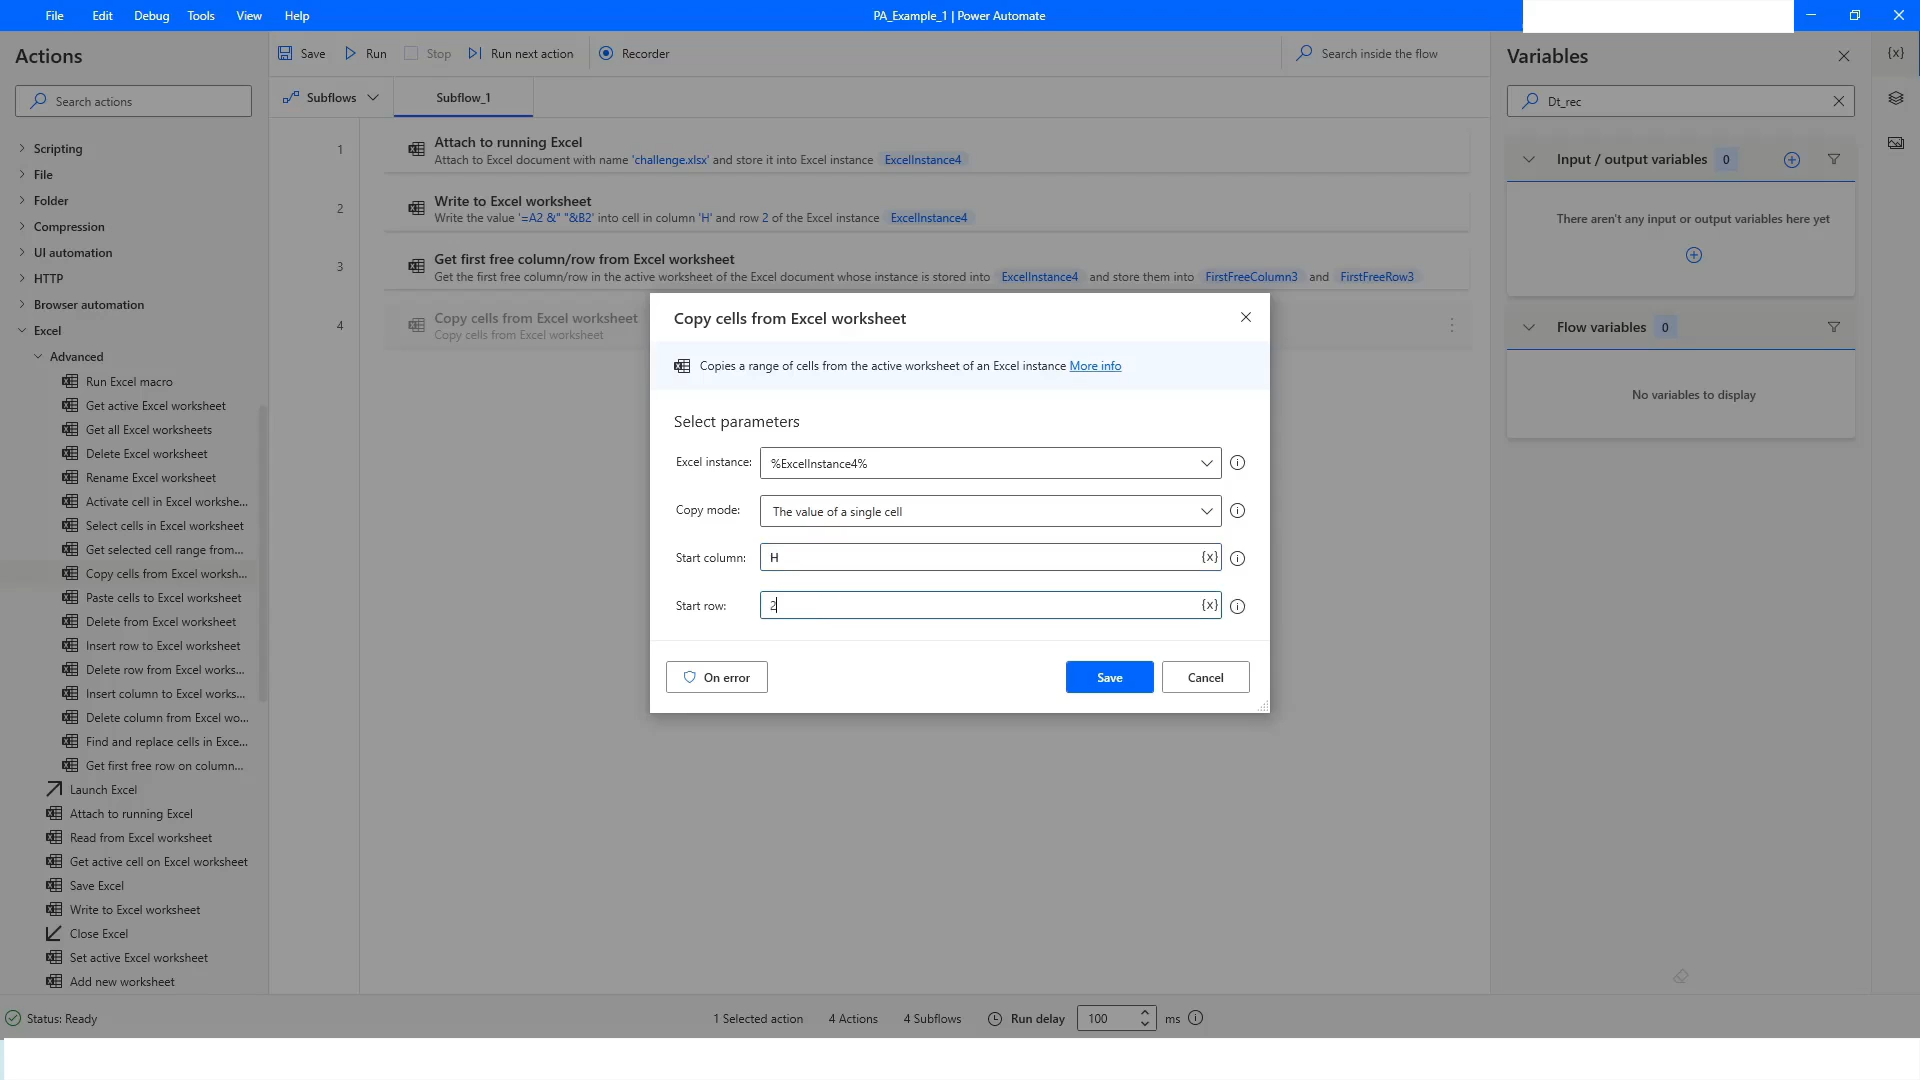 File Edit Debug Tools View Help
PA_Example_1 | Power Automate
Actions
Search actions
Scripting
File
Folder
Compression
UI automation
HTTP
Browser automation
Excel
Advanced
Run Excel macro
Get active Excel worksheet
Get all Excel worksheets
Delete Excel worksheet
Rename Excel worksheet
Activate cell in Excel workshe...
Select cells in Excel worksheet
Get selected cell range from...
Copy cells from Excel worksh...
Paste cells to Excel worksheet
Delete from Excel worksheet
Insert row to Excel worksheet
Delete row from Excel works...
Insert column to Excel works...
Delete column from Excel wo...
Find and replace cells in Exce...
Get first free row on column...
Launch Excel
Attach to running Excel
Read from Excel worksheet
Get active cell on Excel worksheet
Save Excel
Write to Excel worksheet
Close Excel
Set active Excel worksheet
Add new worksheet
Save Run Stop Run next action Recorder
Search inside the flow
Subflows
Subflow_1
1
Attach to running Excel
Attach to Excel document with name 'challenge.xlsx' and store it into Excel instance ExcelInstance4
2
Write to Excel worksheet
Write the value '=A2 &" "&B2' into cell in column 'H' and row 2 of the Excel instance ExcelInstance4
3
Get first free column/row from Excel worksheet
Get the first free column/row in the active worksheet of the Excel document whose instance is stored into ExcelInstance4 and store them into FirstFreeColumn3 and FirstFreeRow3
4
Copy cells from Excel worksheet
Copy cells from Excel worksheet
Copy cells from Excel worksheet
Copies a range of cells from the active worksheet of an Excel instance More info
Select parameters
Excel instance: %ExcelInstance4%
Copy mode: The value of a single cell
Start column: H {x}
Start row: 2 {x}
On error
Save
Cancel
Variables
{x}
Dt_rec
Input / output variables 0
There aren't any input or output variables here yet
Flow variables 0
No variables to display
Status: Ready
1 Selected action
4 Actions
4 Subflows
Run delay 100 ms